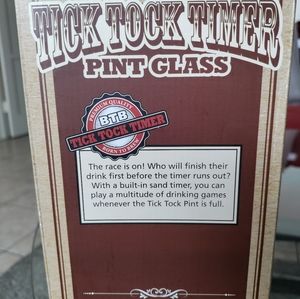 TICK TOCK TIMER
PINT GLASS
PREMIUM QUALITY
BTB
TICK TOCK TIMER
BORN TO BREW
The race is on! Who will finish their
drink first before the timer runs out?
With a built-in sand timer, you can
play a multitude of drinking games
whenever the Tick Tock Pint is full.